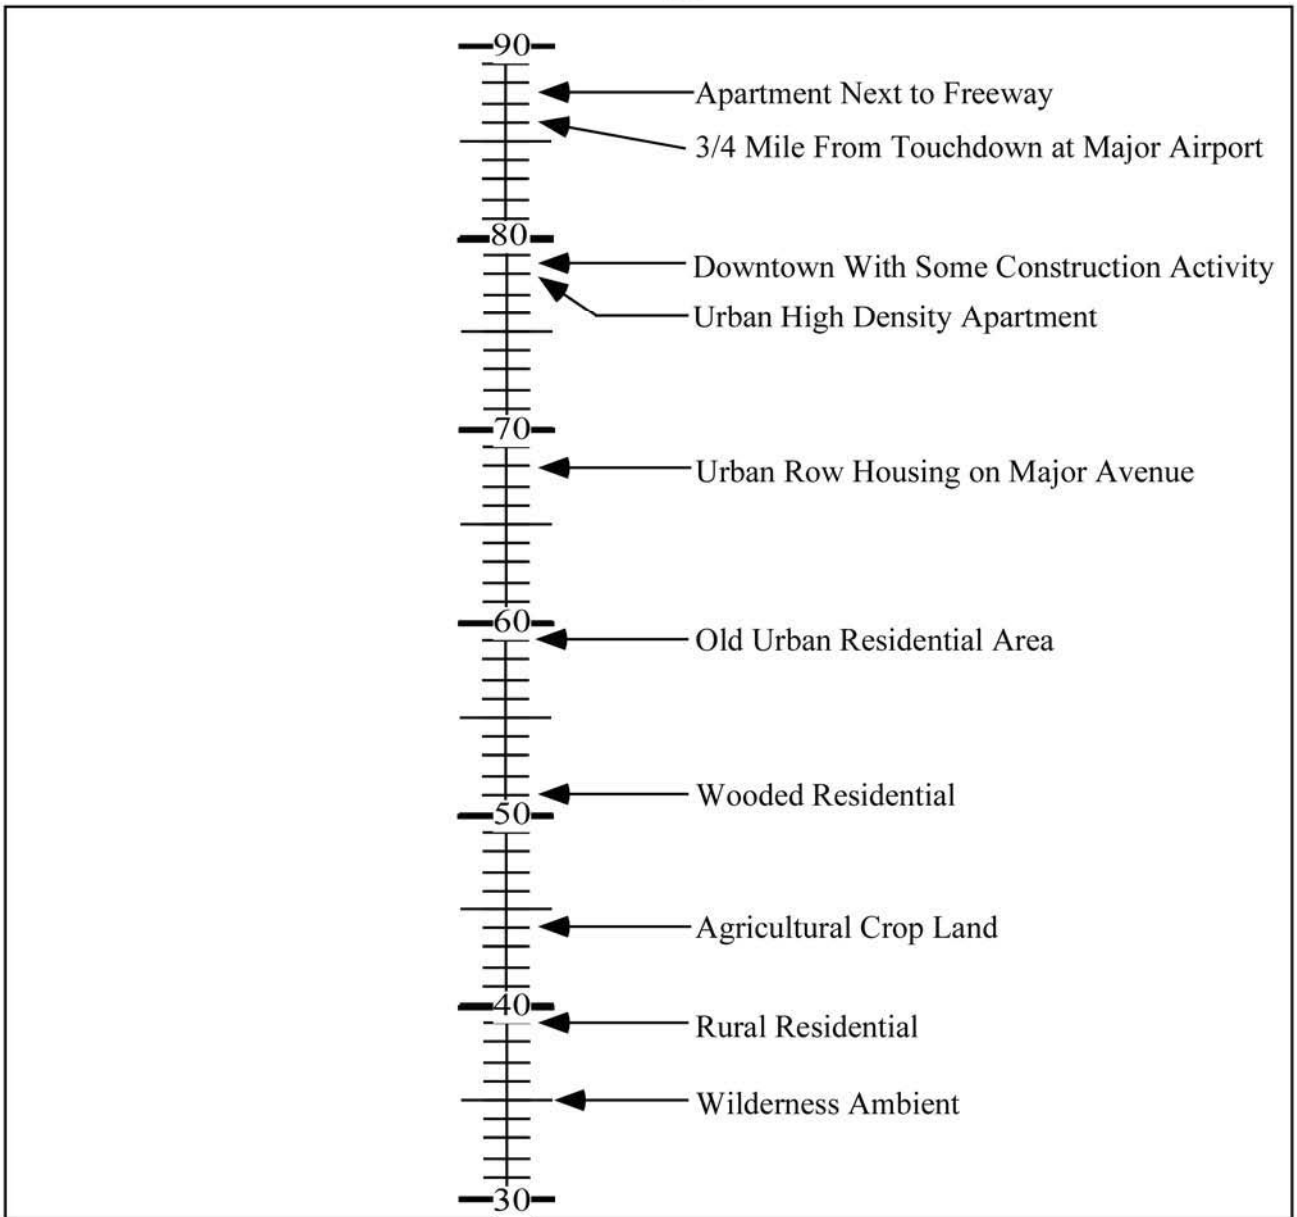 90
Apartment Next to Freeway
3/4 Mile From Touchdown at Major Airport
80
Downtown With Some Construction Activity
Urban High Density Apartment
70
Urban Row Housing on Major Avenue
60
Old Urban Residential Area
Wooded Residential
50
Agricultural Crop Land
40
Rural Residential
Wilderness Ambient
30